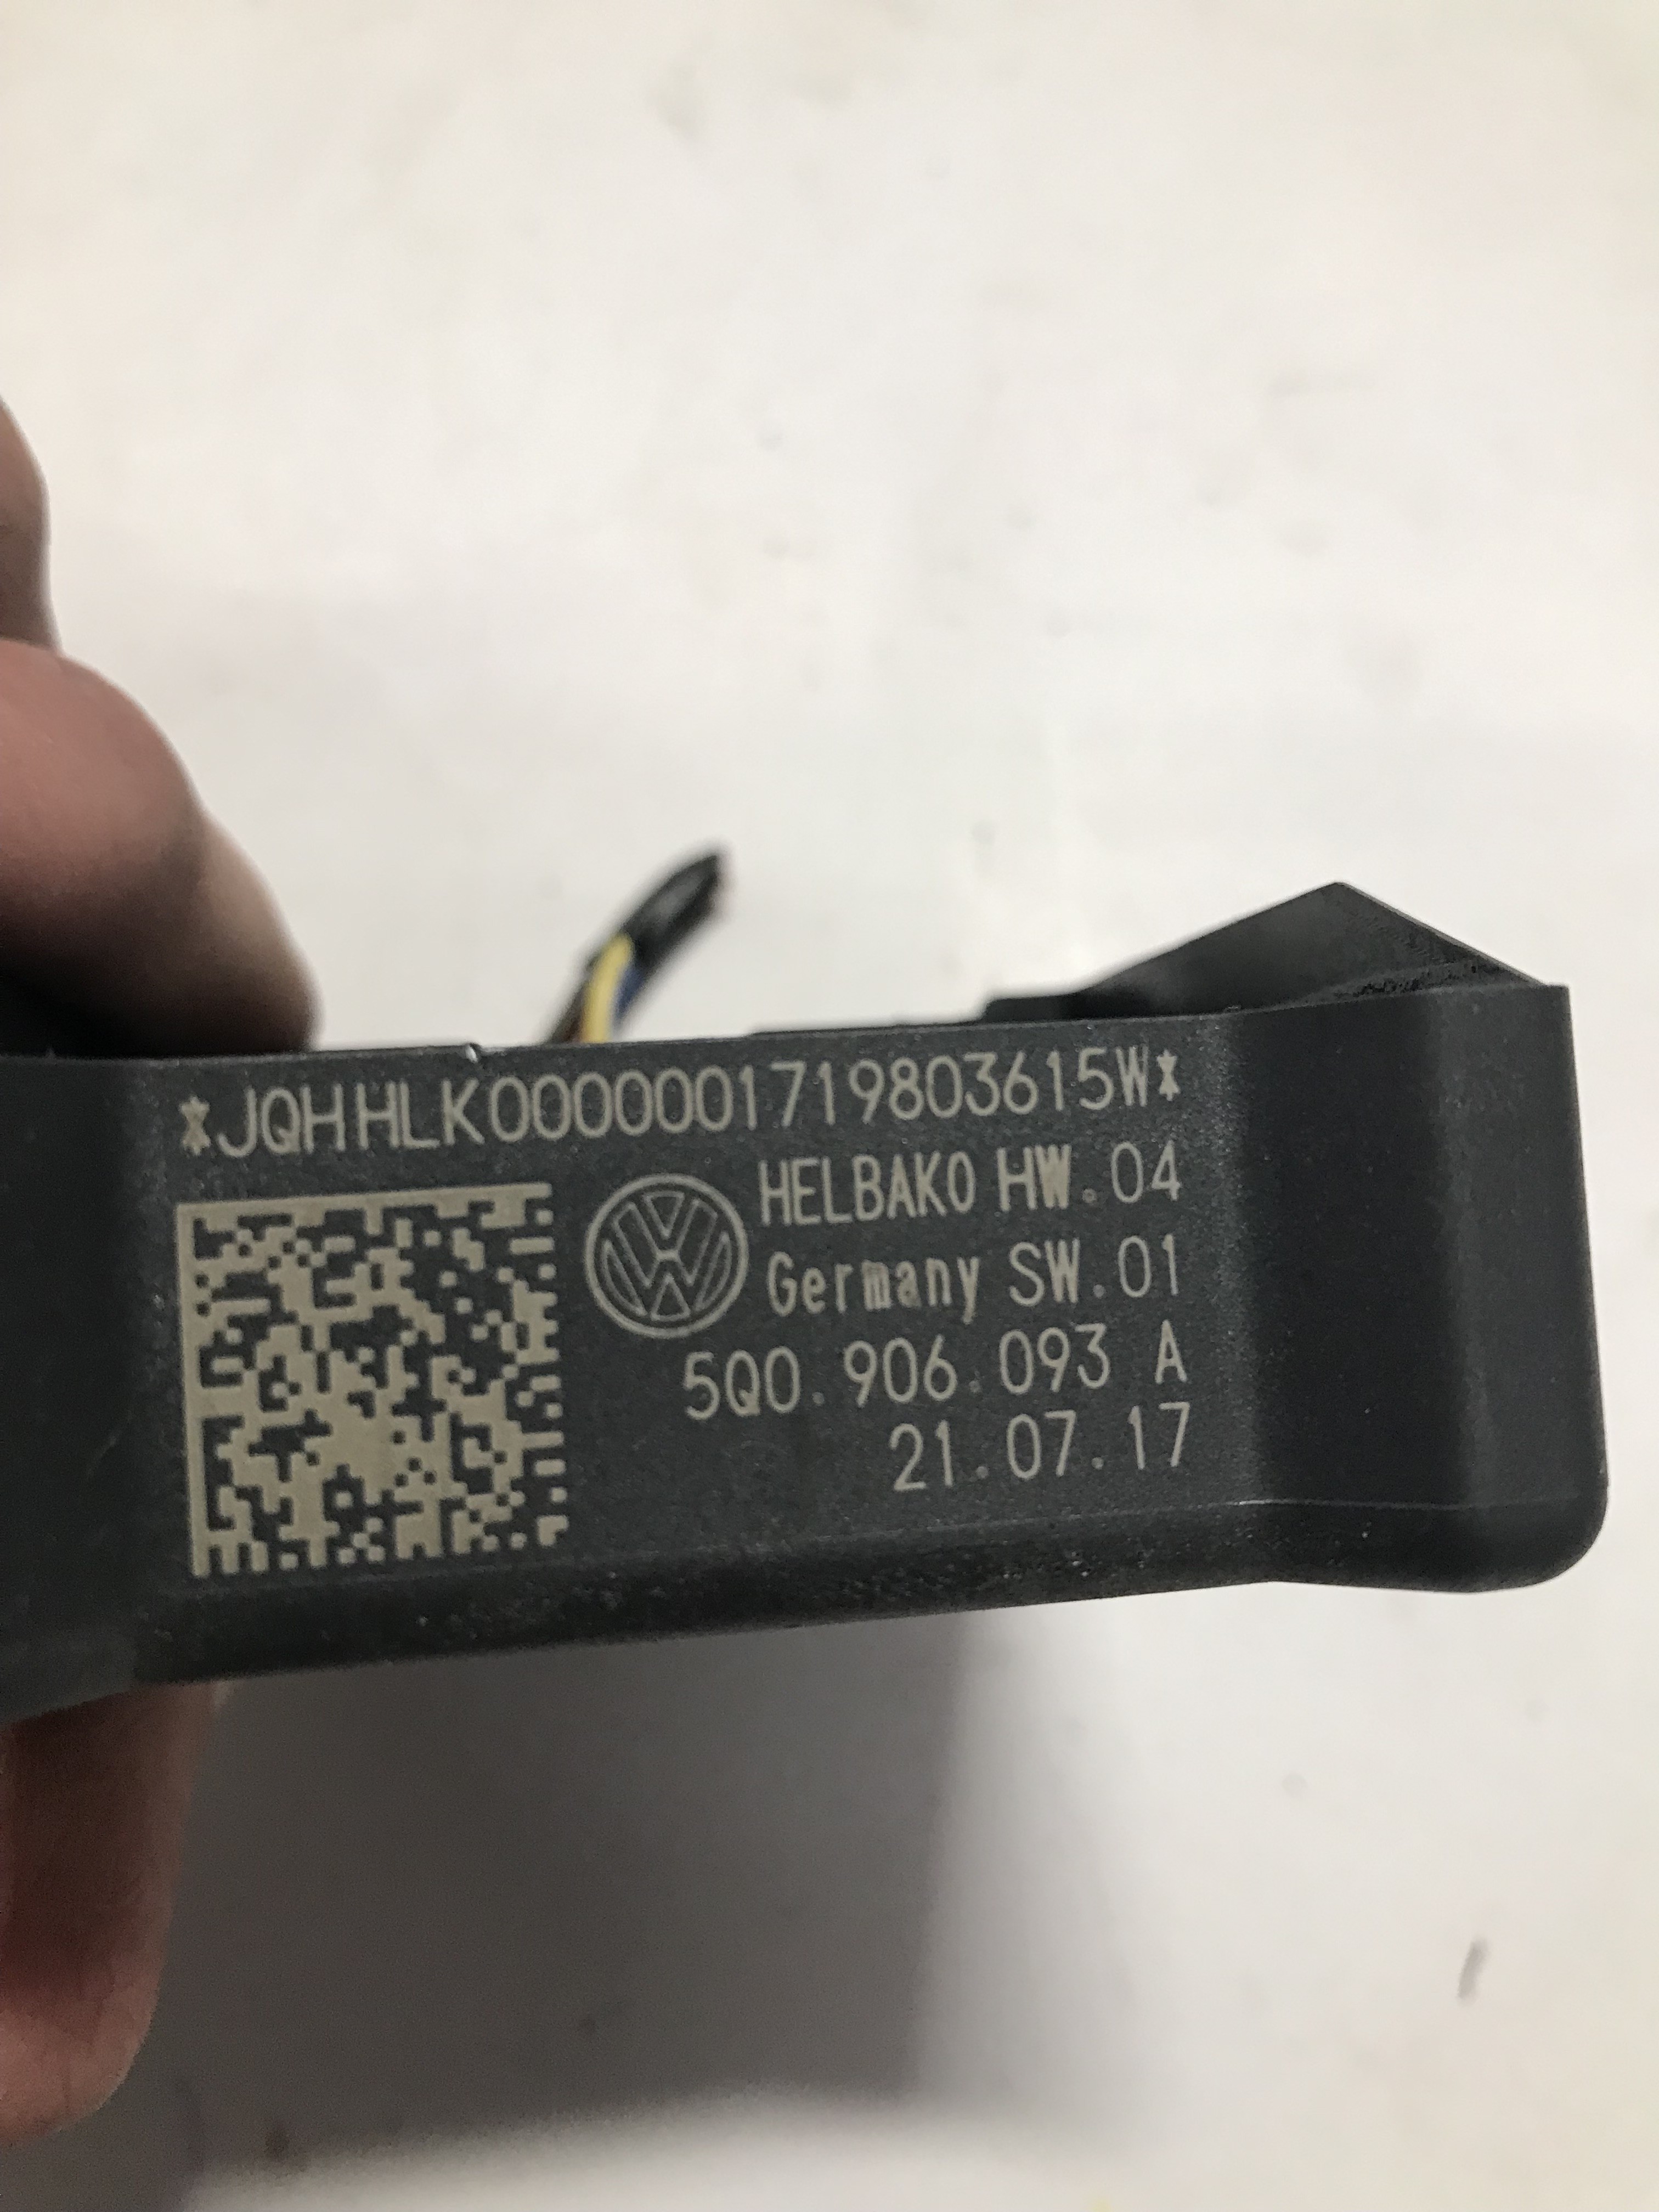 *JQHHLK0000001719803615W*
HELBAKO HW.04
Germany SW.01
5Q0.906.093 A
21.07.17